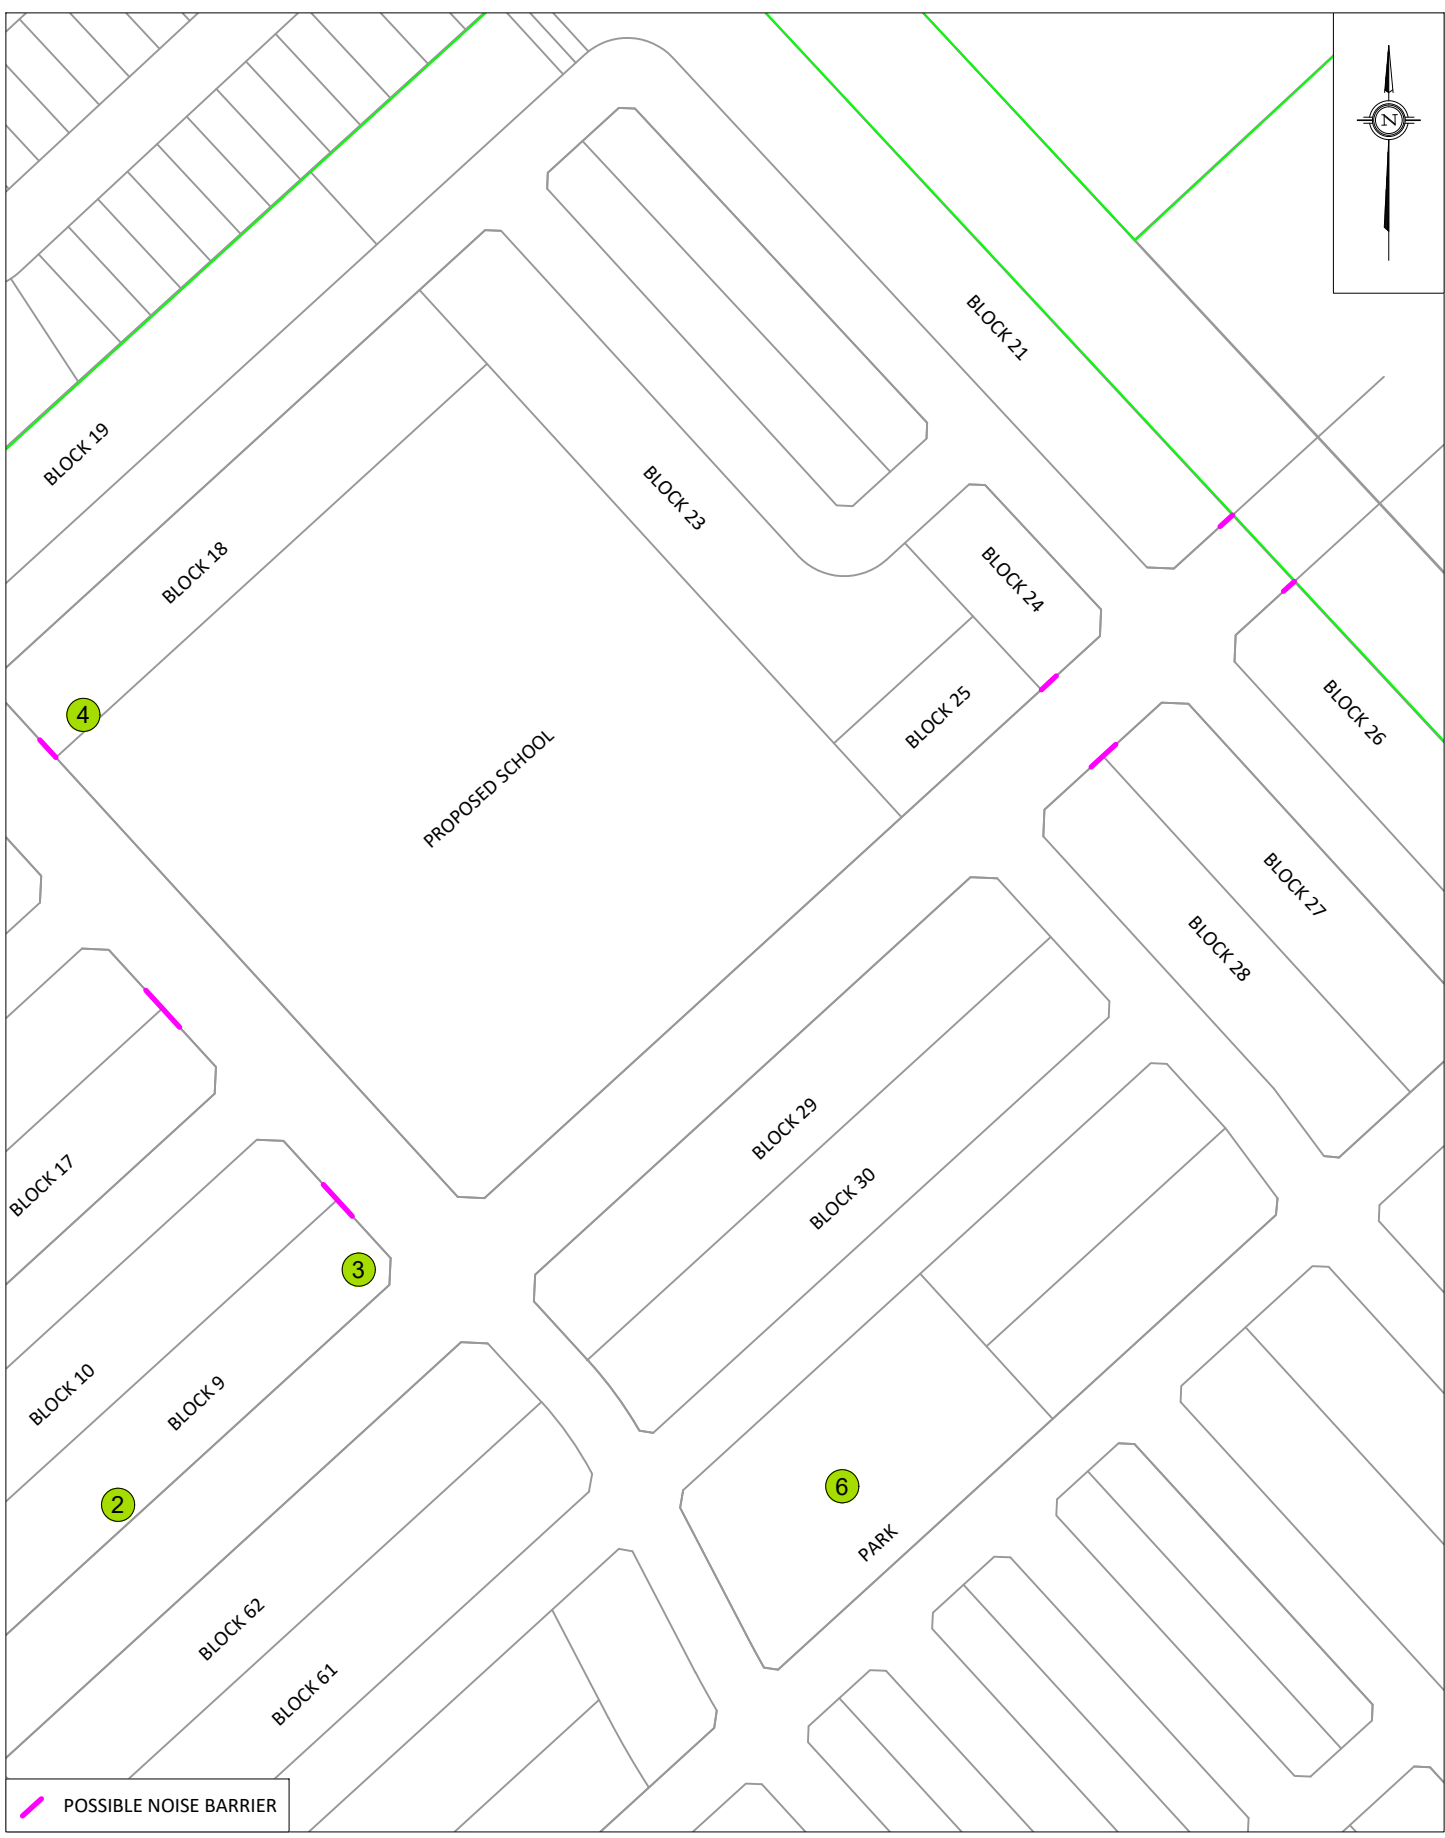 N
BLOCK 21
BLOCK 19
BLOCK 23
BLOCK 18
BLOCK 24
BLOCK 25
BLOCK 26
4
PROPOSED SCHOOL
BLOCK 27
BLOCK 28
BLOCK 29
BLOCK 17
BLOCK 30
3
BLOCK 10
BLOCK 9
2
6
PARK
BLOCK 62
BLOCK 61
POSSIBLE NOISE BARRIER